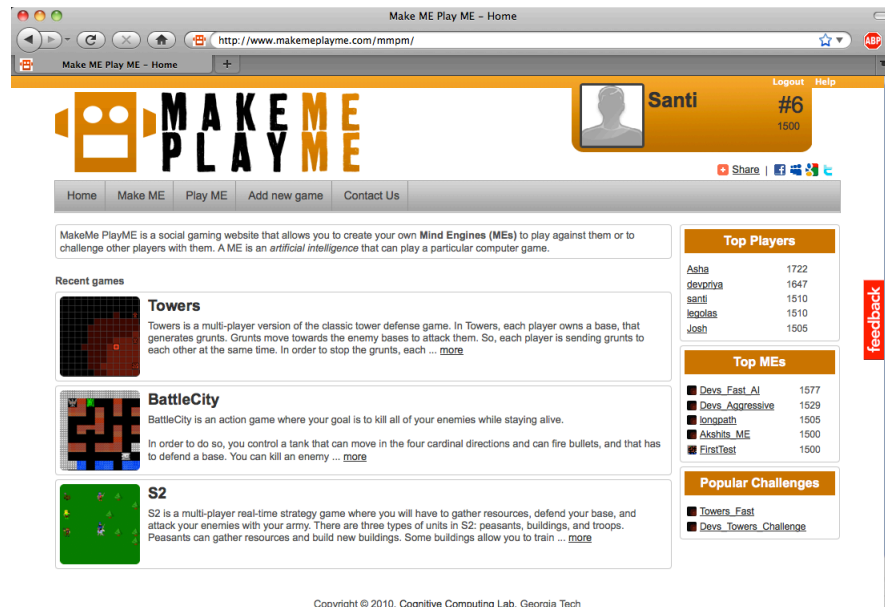 Make ME Play ME – Home
http://www.makemeplayme.com/mmpm/
ABP
Make ME Play ME – Home
+
Logout Help
MAKE ME
PLAY ME
Santi
#6
1500
Share |
Home Make ME Play ME Add new game Contact Us
MakeMe PlayME is a social gaming website that allows you to create your own Mind Engines (MEs) to play against them or to
challenge other players with them. A ME is an artificial intelligence that can play a particular computer game.
Recent games
Towers
Towers is a multi-player version of the classic tower defense game. In Towers, each player owns a base, that
generates grunts. Grunts move towards the enemy bases to attack them. So, each player is sending grunts to
each other at the same time. In order to stop the grunts, each ... more
BattleCity
BattleCity is an action game where your goal is to kill all of your enemies while staying alive.
In order to do so, you control a tank that can move in the four cardinal directions and can fire bullets, and that has
to defend a base. You can kill an enemy ... more
S2
S2 is a multi-player real-time strategy game where you will have to gather resources, defend your base, and
attack your enemies with your army. There are three types of units in S2: peasants, buildings, and troops.
Peasants can gather resources and build new buildings. Some buildings allow you to train ... more
Top Players
Asha 1722
devpriya 1647
santi 1510
legolas 1510
Josh 1505
Top MEs
Devs_Fast_AI 1577
Devs_Aggressive 1529
longpath 1505
Akshits_ME 1500
FirstTest 1500
Popular Challenges
Towers_Fast
Devs_Towers_Challenge
feedback
Copyright © 2010, Cognitive Computing Lab, Georgia Tech